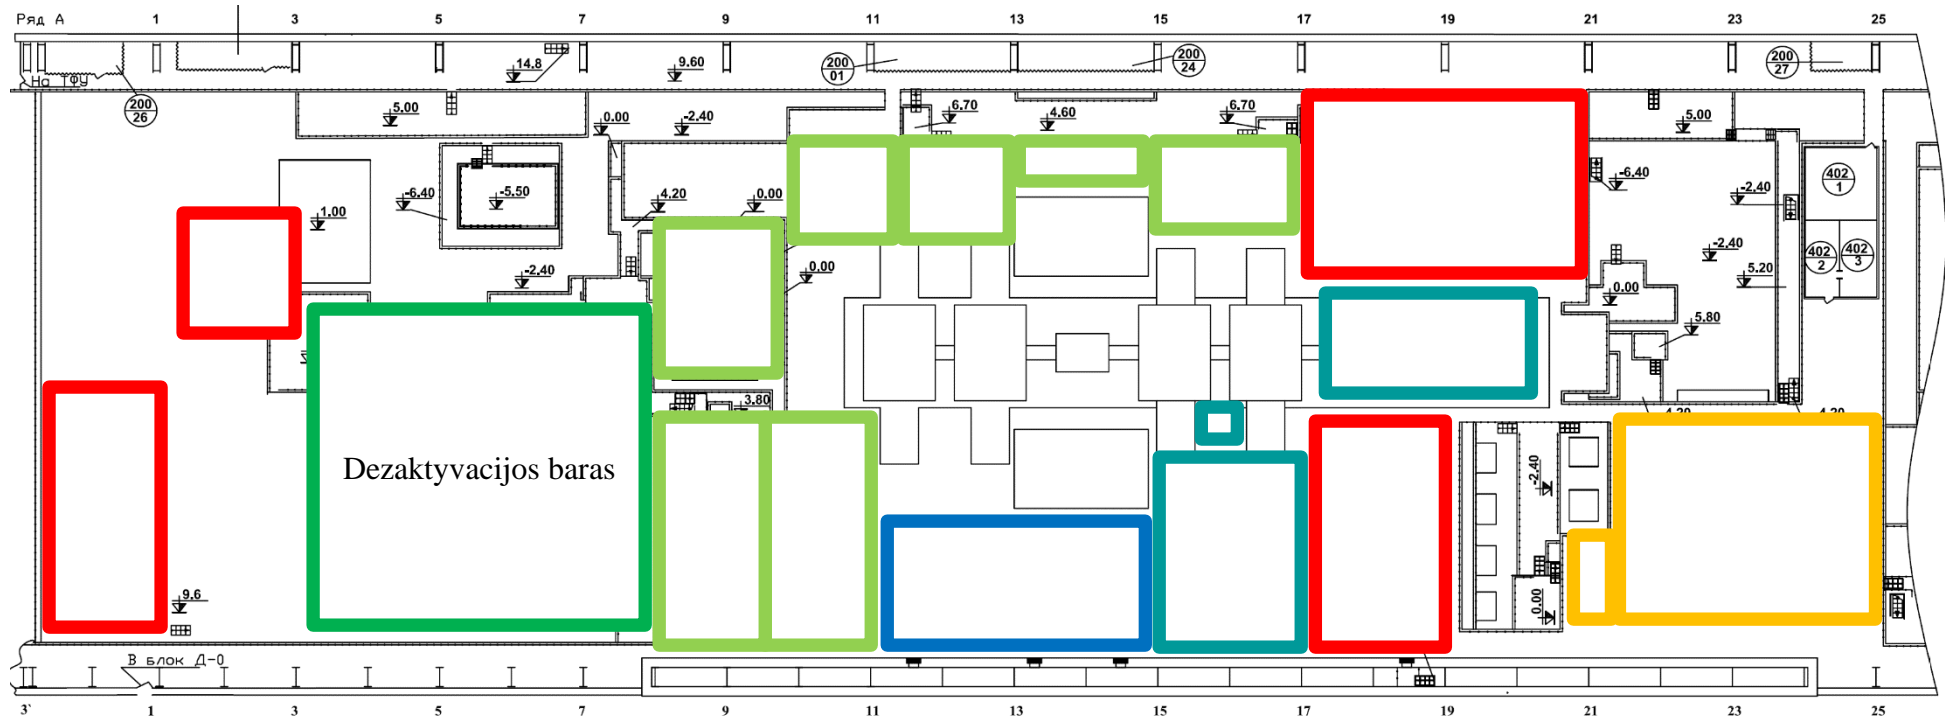 Ряд А 1 3 5 7 9 11 13 15 17 19 21 23 25
14.8 9.60 200 01 200 24 200 27
На ТФУ
200 26 5.00 0.00 -2.40 6.70 4.60 6.70 5.00
-6.40 -5.50 4.20 0.00 -6.40 -2.40 402 1
1.00
-2.40 0.00 -2.40 402 2 402 3
5.20
0.00
5.80
3.80
Dezaktyvacijos baras
-2.40
9.6 0.00
В блок Д-0
3` 1 3 5 7 9 11 13 15 17 19 21 23 25